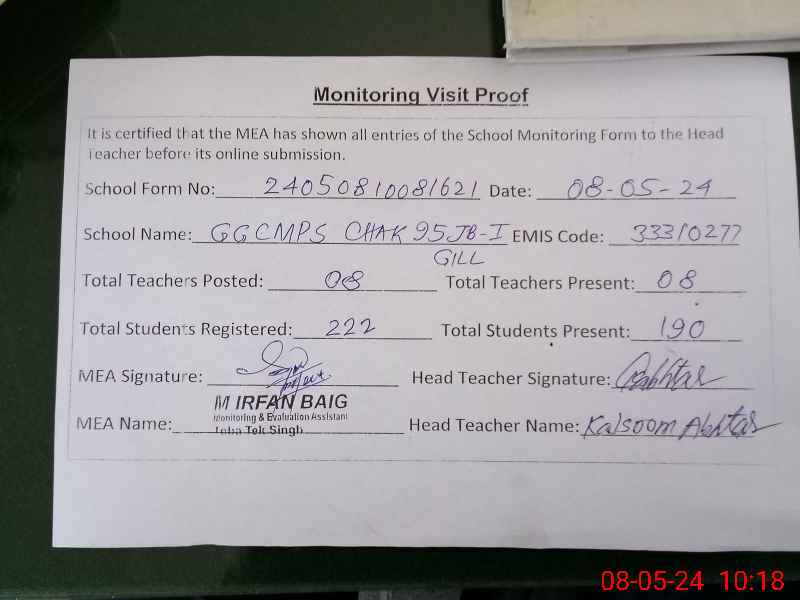 Monitoring Visit Proof
It is certified that the MEA has shown all entries of the School Monitoring Form to the Head
Teacher before its online submission.
School Form No: 24050810081621 Date: 08-05-24
School Name: GGCMPS CHAK 95JB-I EMIS Code: 33310277
GILL
Total Teachers Posted: 08 Total Teachers Present: 08
Total Students Registered: 222 Total Students Present: 190
MEA Signature: Head Teacher Signature:
M IRFAN BAIG
Monitoring & Evaluation Assistant
MEA Name: Toba Tek Singh Head Teacher Name: Kalsoom Akhtar
08-05-24 10:18